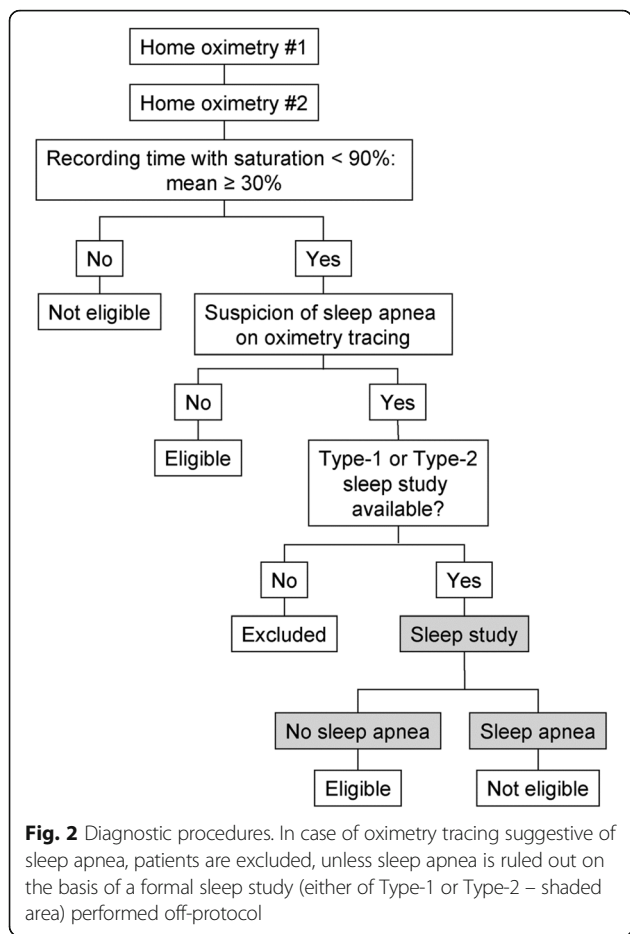 Home oximetry #1
Home oximetry #2
Recording time with saturation < 90%:
mean ≥ 30%
No
Yes
Not eligible
Suspicion of sleep apnea
on oximetry tracing
No
Yes
Eligible
Type-1 or Type-2
sleep study
available?
No
Yes
Excluded
Sleep study
No sleep apnea
Sleep apnea
Eligible
Not eligible
Fig. 2 Diagnostic procedures. In case of oximetry tracing suggestive of
sleep apnea, patients are excluded, unless sleep apnea is ruled out on
the basis of a formal sleep study (either of Type-1 or Type-2 – shaded
area) performed off-protocol